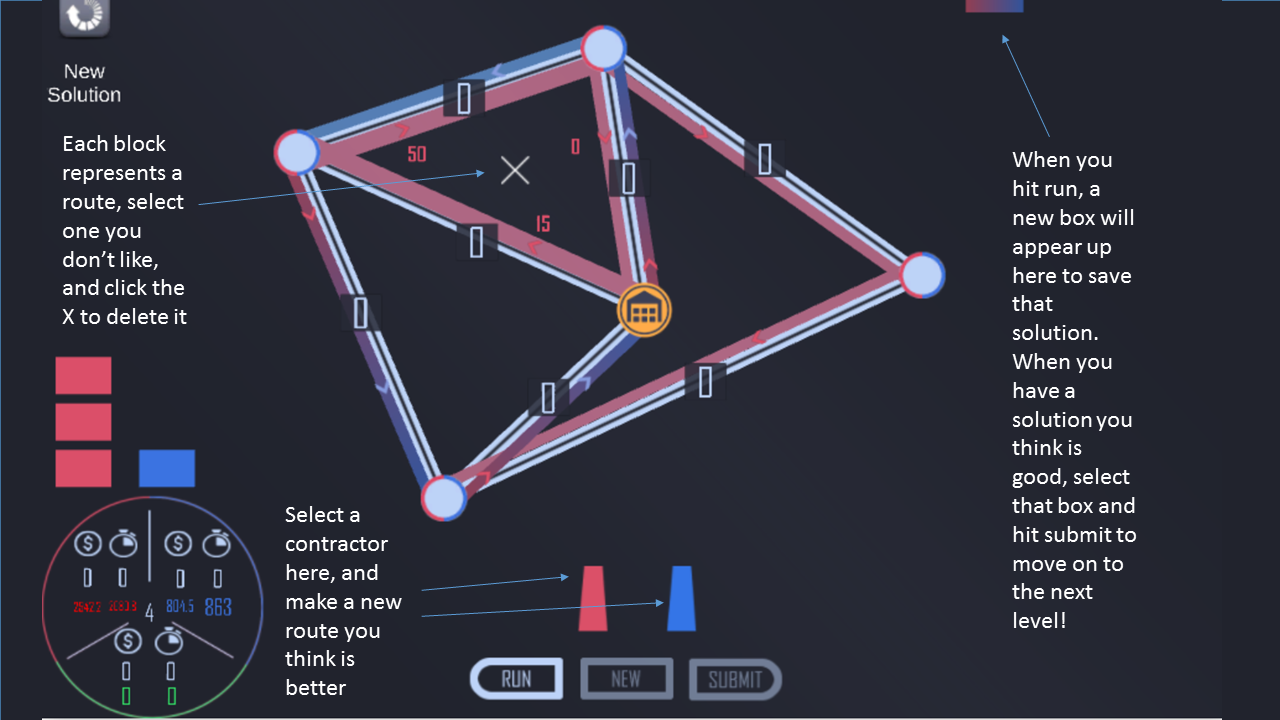 New
Solution
Each block
represents a
route, select
one you
don't like,
and click the
X to delete it
50
0
15
When you
hit run, a
new box will
appear up
here to save
that
solution.
When you
have a
solution you
think is
good, select
that box and
hit submit to
move on to
the next
level!
Select a
contractor
here, and
make a new
route you
think is
better
4
804.5
863
RUN
NEW
SUBMIT